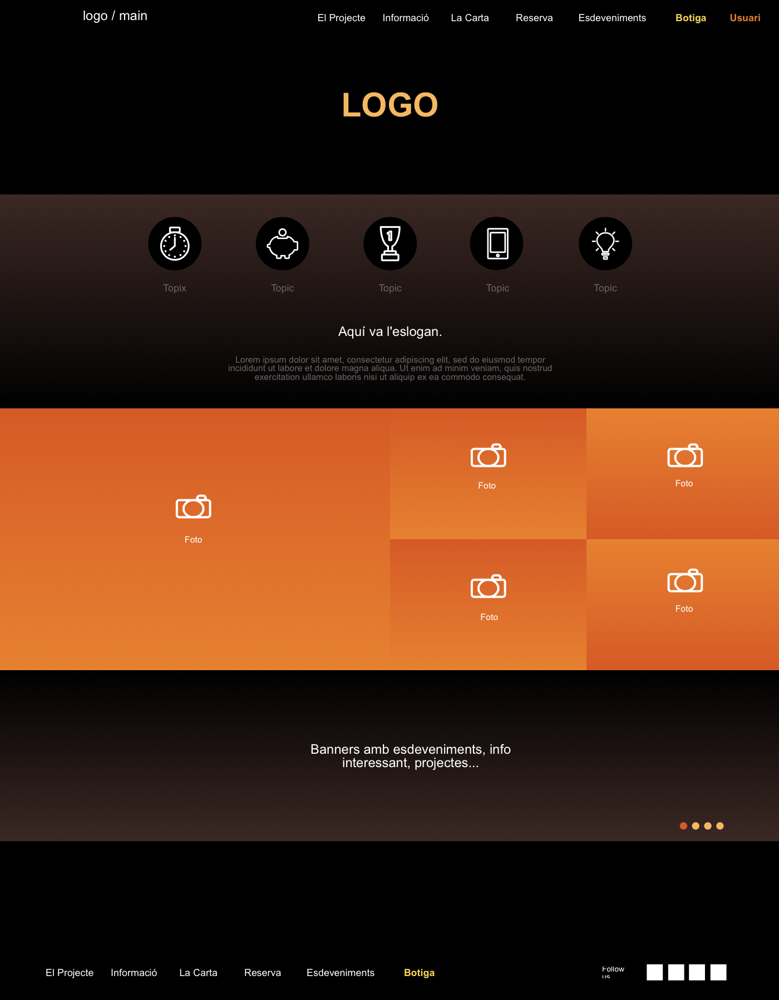 logo / main
El Projecte Informació La Carta Reserva Esdeveniments Botiga Usuari
LOGO
1
Topix Topic Topic Topic Topic
Aquí va l'eslogan.
Lorem ipsum dolor sit amet, consectetur adipiscing elit, sed do eiusmod tempor
incididunt ut labore et dolore magna aliqua. Ut enim ad minim veniam, quis nostrud
exercitation ullamco laboris nisi ut aliquip ex ea commodo consequat.
Foto
Foto
Foto
Foto
Foto
Banners amb esdeveniments, info
interessant, projectes...
El Projecte Informació La Carta Reserva Esdeveniments Botiga
Follow
us